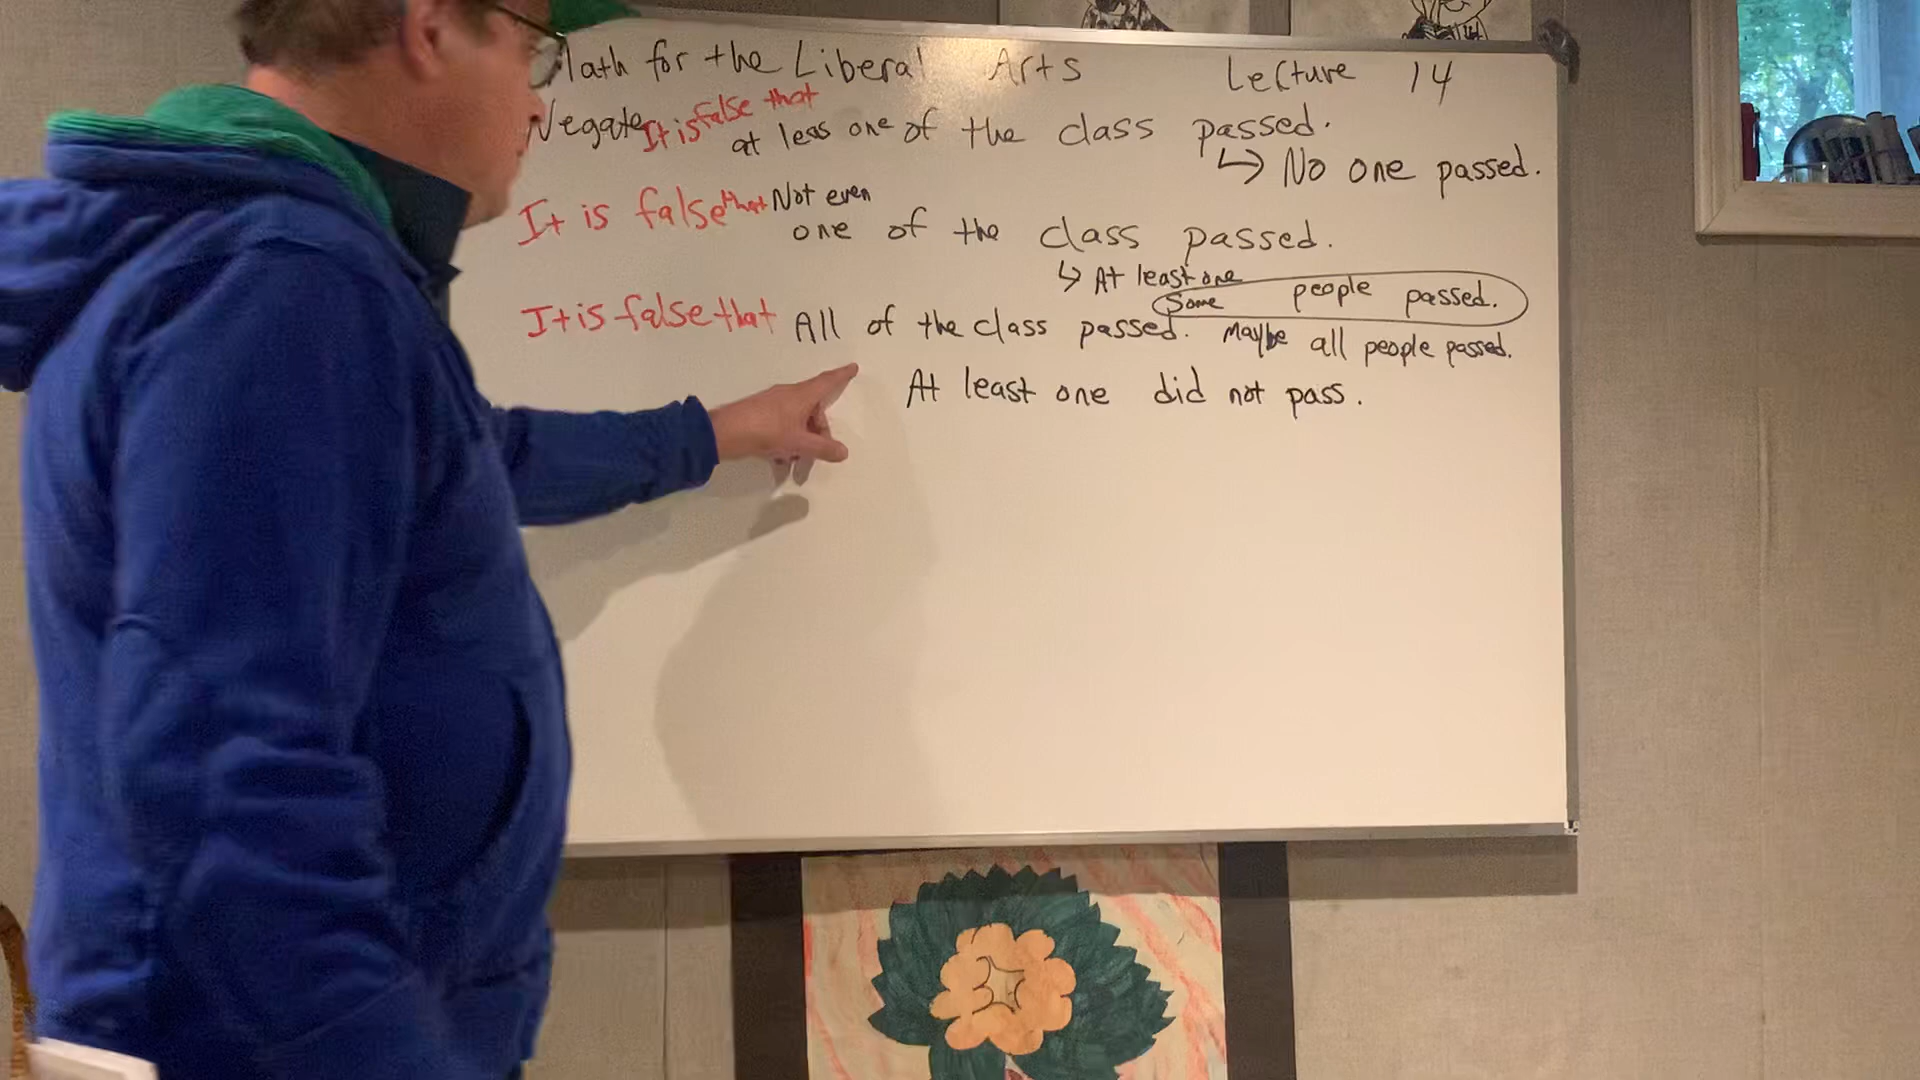 Math for the Liberal Arts Lecture 14
Negate It is false that at leas one of the class passed.
↳ No one passed.
It is false that Not even one of the class passed.
↳ At least one
Some people passed.
It is false that All of the class passed. Maybe all people passed.
At least one did not pass.